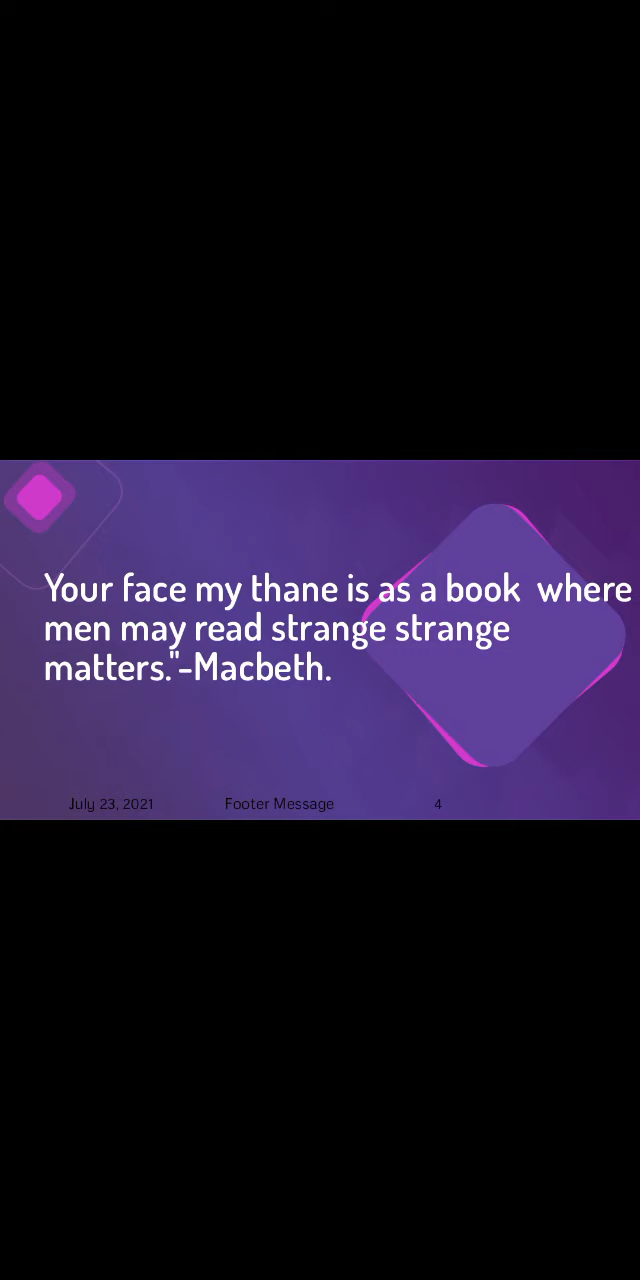 Your face my thane is as a book  where
men may read strange strange
matters."-Macbeth.
July 23, 2021 Footer Message 4